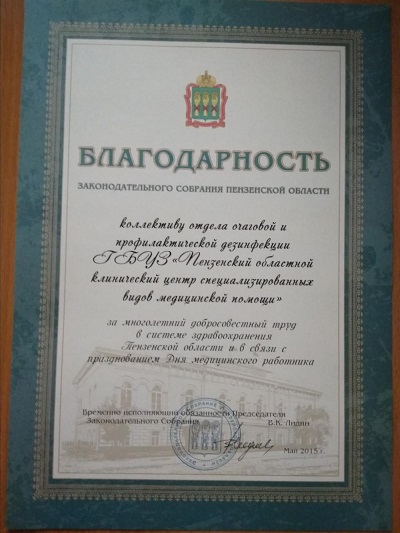 БЛАГОДАРНОСТЬ
ЗАКОНОДАТЕЛЬНОГО СОБРАНИЯ ПЕНЗЕНСКОЙ ОБЛАСТИ
коллективу отдела очаговой и
профилактической дезинфекции
ГБУЗ «Пензенский областной
клинический центр специализированных
видов медицинской помощи»
за многолетний добросовестный труд
в системе здравоохранения
Пензенской области и в связи с
празднованием Дня медицинского работника
Временно исполняющий обязанности Председателя
Законодательного Собрания В.К. Лидин
Май 2015 г.